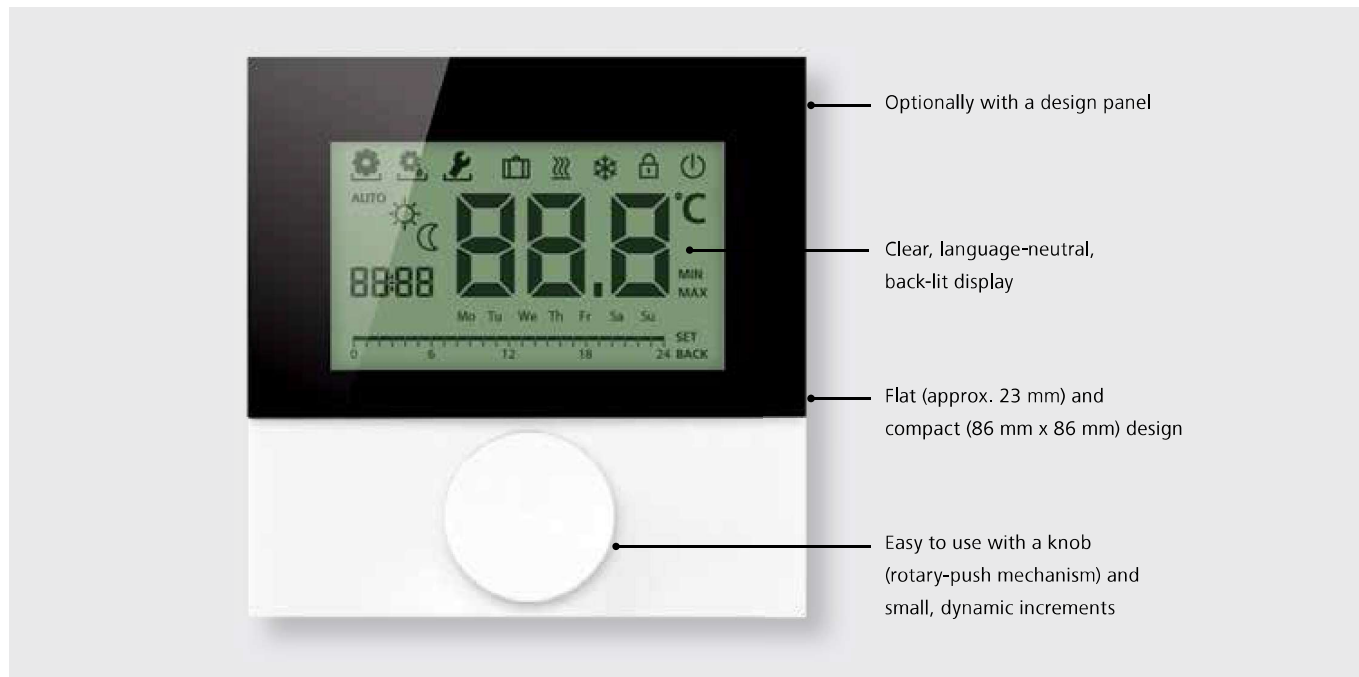 Optionally with a design panel
AUTO
88.8
°C
88:88
MIN
MAX
Clear, language-neutral,
back-lit display
Mo Tu We Th Fr Sa Su
SET
0 6 12 18 24 BACK
Flat (approx. 23 mm) and
compact (86 mm x 86 mm) design
Easy to use with a knob
(rotary-push mechanism) and
small, dynamic increments